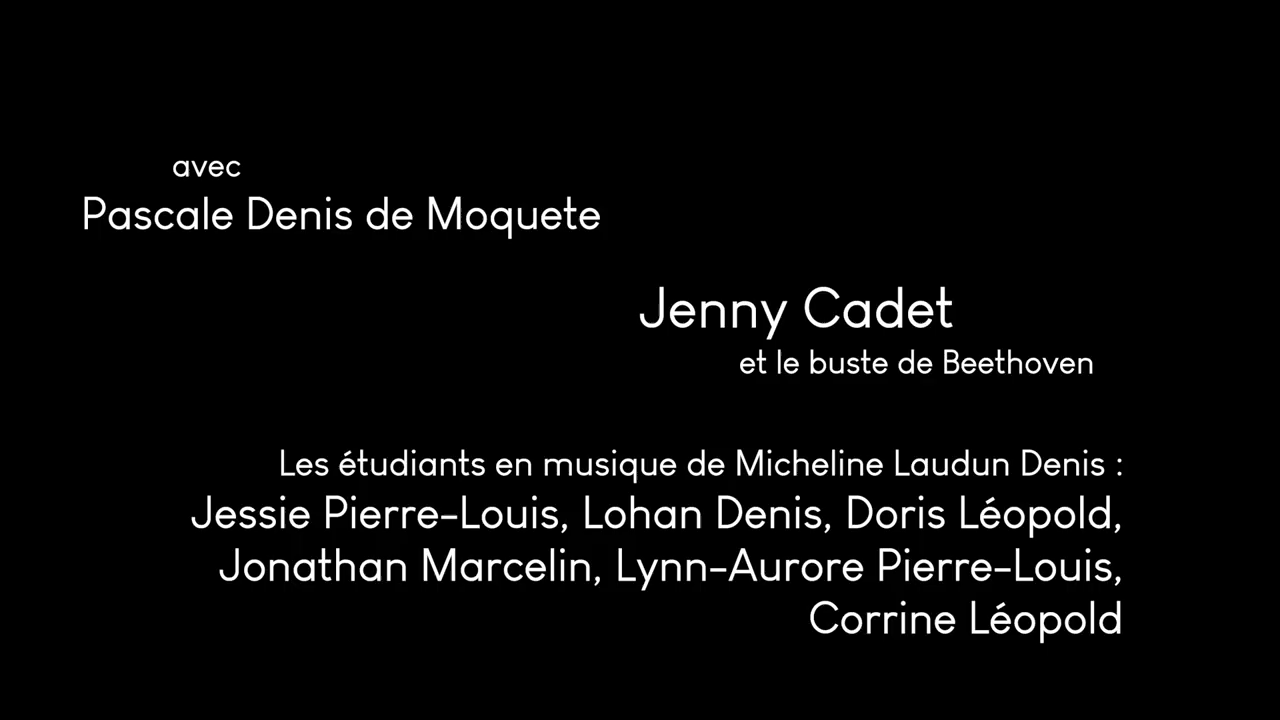 avec
Pascale Denis de Moquete
Jenny Cadet
et le buste de Beethoven
Les étudiants en musique de Micheline Laudun Denis :
Jessie Pierre-Louis, Lohan Denis, Doris Léopold,
Jonathan Marcelin, Lynn-Aurore Pierre-Louis,
Corrine Léopold